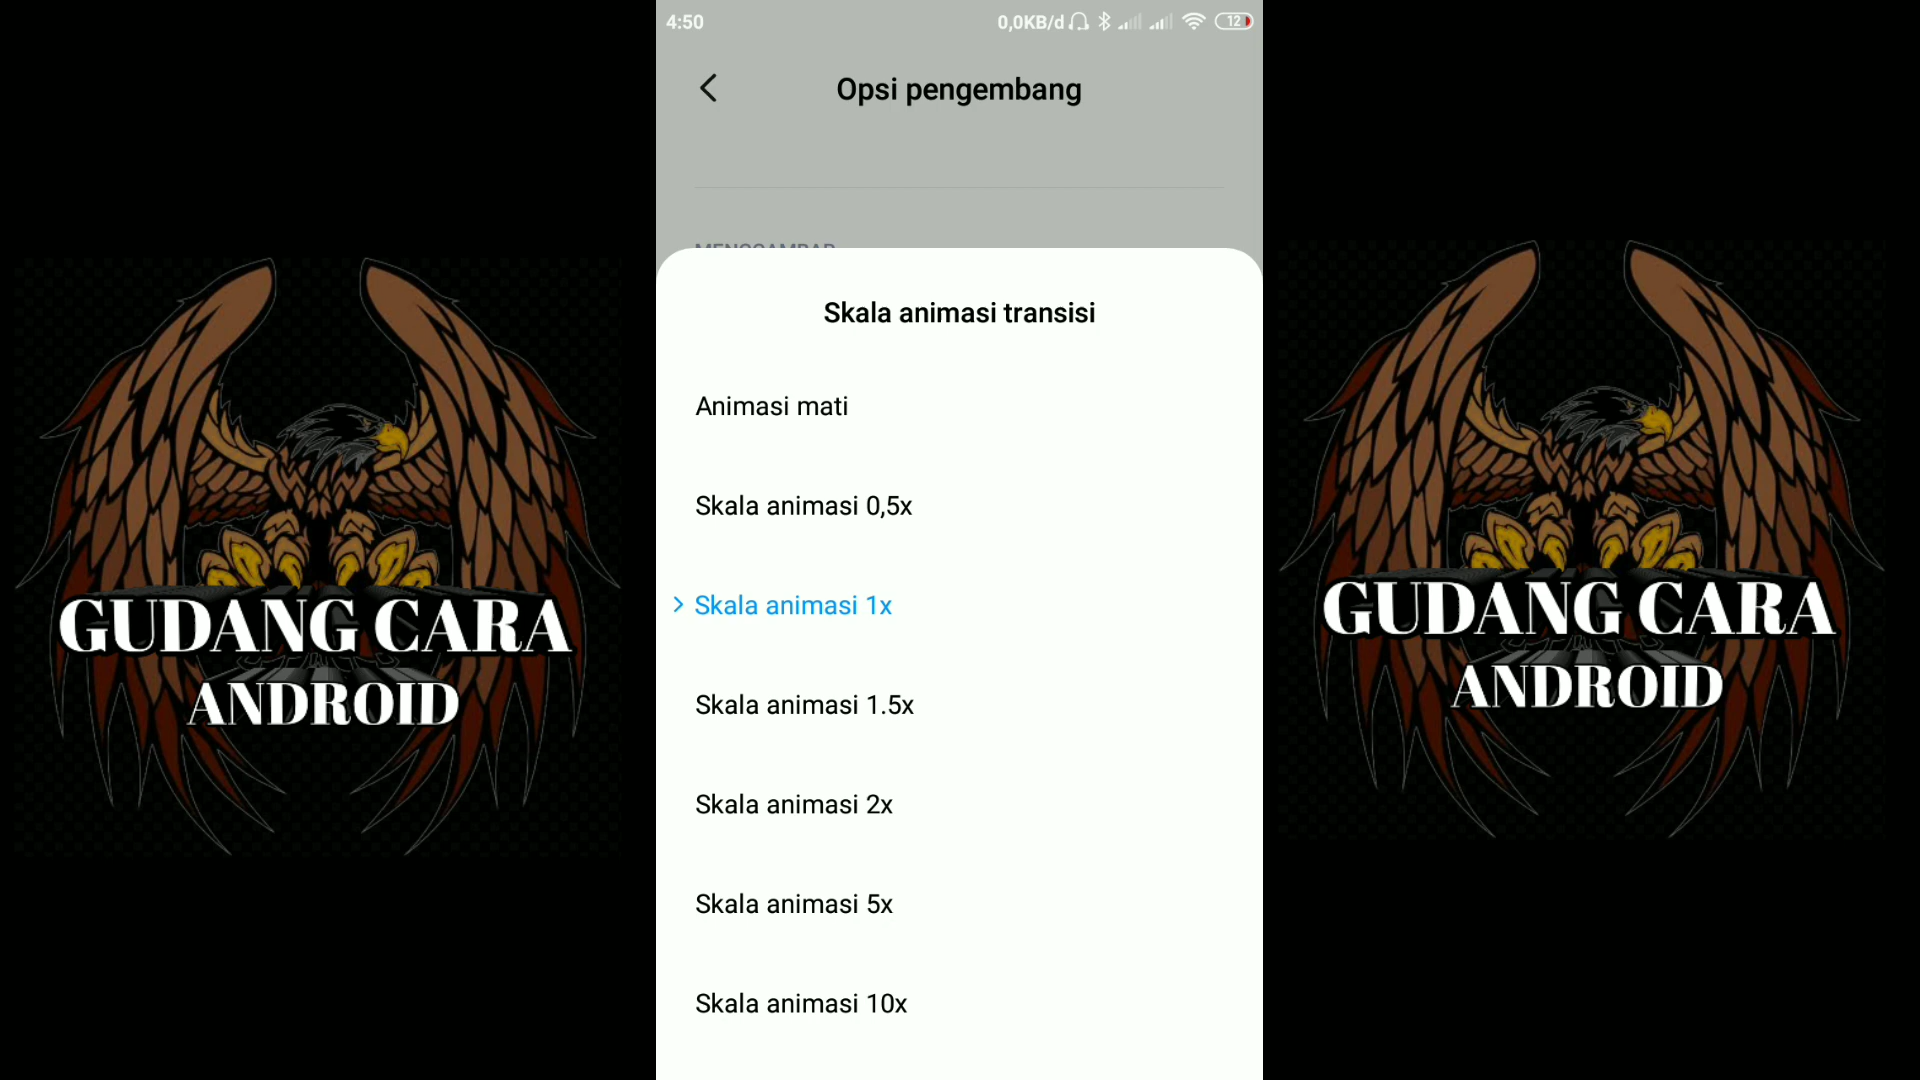 4:50 0,0KB/d 12
Opsi pengembang
MENGGAMBAR
Skala animasi transisi
Animasi mati
Skala animasi 0,5x
Skala animasi 1x
Skala animasi 1.5x
Skala animasi 2x
Skala animasi 5x
Skala animasi 10x
GUDANG CARA
ANDROID
GUDANG CARA
ANDROID